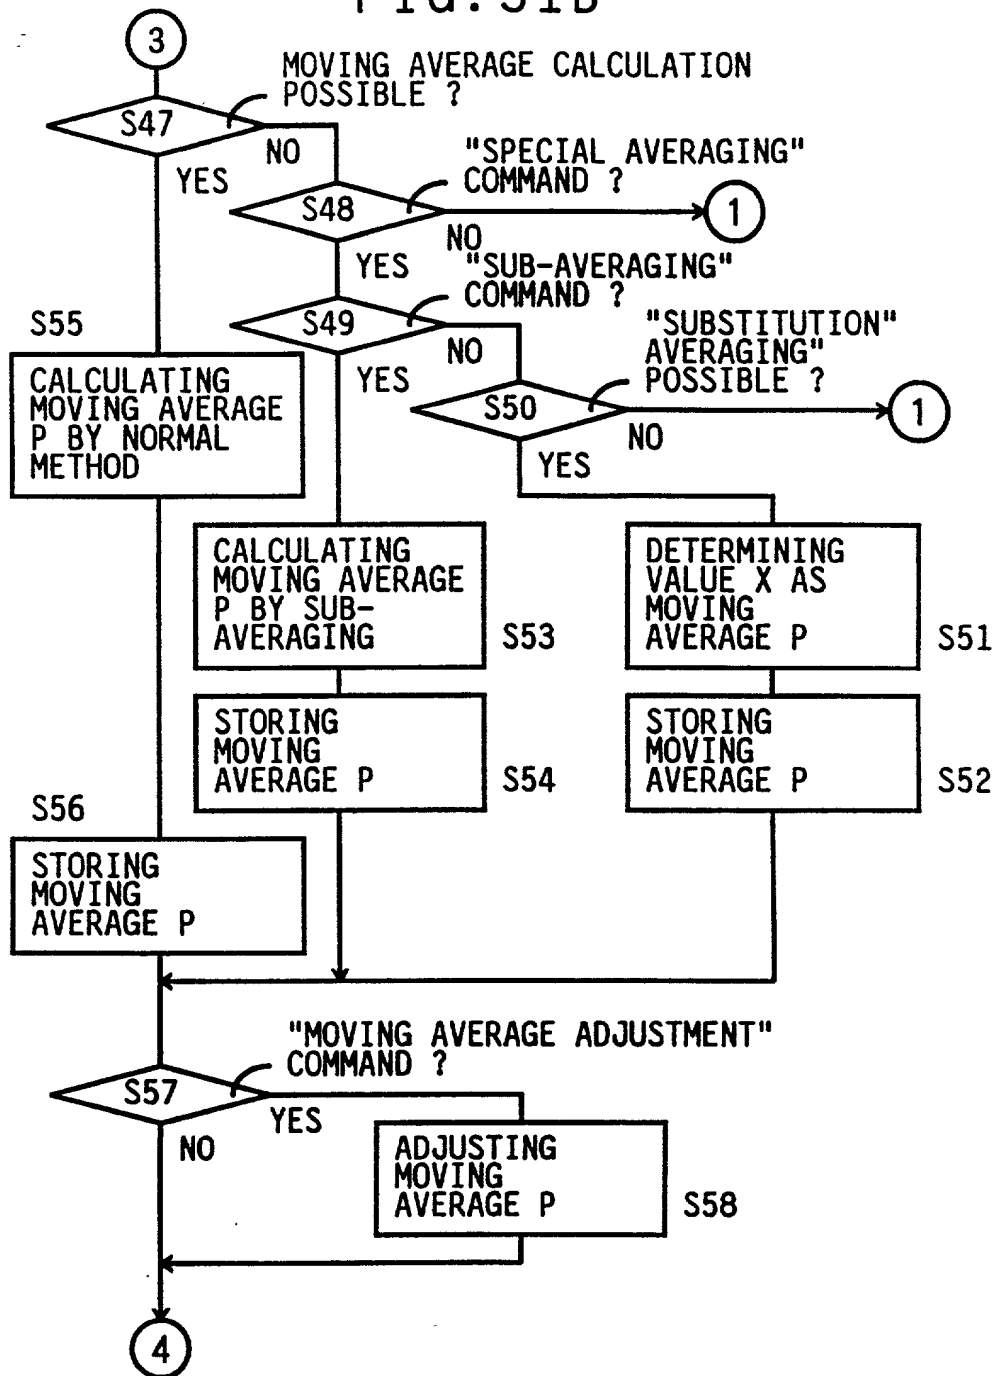 FIG. 31B
3
MOVING AVERAGE CALCULATION
POSSIBLE ?
S47
NO
YES
"SPECIAL AVERAGING"
COMMAND ?
S48
1
NO
YES
"SUB-AVERAGING"
COMMAND ?
S49
NO
YES
"SUBSTITUTION"
AVERAGING"
POSSIBLE ?
S50
1
NO
YES
S55
CALCULATING
MOVING AVERAGE
P BY NORMAL
METHOD
CALCULATING
MOVING AVERAGE
P BY SUB-
AVERAGING
S53
DETERMINING
VALUE X AS
MOVING
AVERAGE P
S51
STORING
MOVING
AVERAGE P
S54
STORING
MOVING
AVERAGE P
S52
S56
STORING
MOVING
AVERAGE P
"MOVING AVERAGE ADJUSTMENT"
COMMAND ?
S57
YES
NO
ADJUSTING
MOVING
AVERAGE P
S58
4